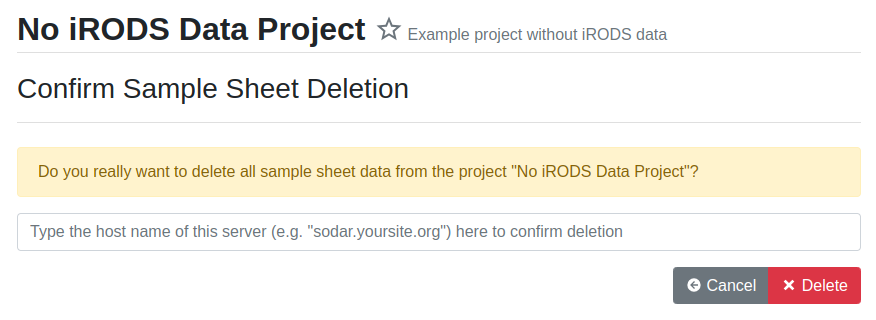 No iRODS Data Project Example project without iRODS data
Confirm Sample Sheet Deletion
Do you really want to delete all sample sheet data from the project "No iRODS Data Project"?
Type the host name of this server (e.g. "sodar.yoursite.org") here to confirm deletion
Cancel Delete